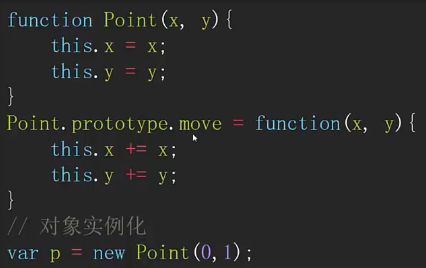 function Point(x, y){
    this.x = x;
    this.y = y;
}
Point.prototype.move = function(x, y){
    this.x += x;
    this.y += y;
}
// 对象实例化
var p = new Point(0,1);